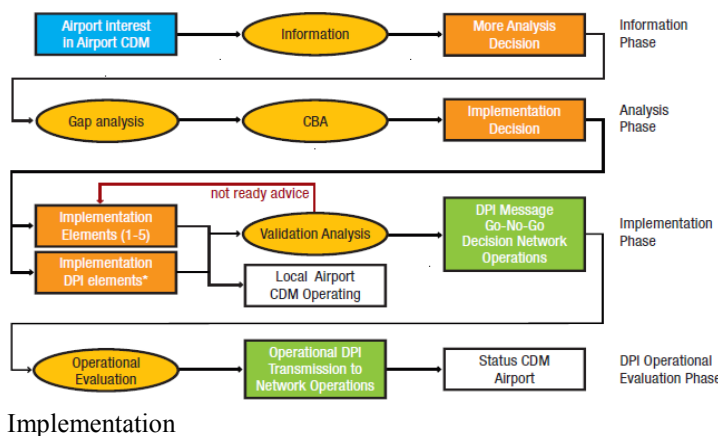 Airport interest
in Airport CDM
Information
More Analysis
Decision
Information
Phase
Gap analysis
CBA
Implementation
Decision
Analysis
Phase
not ready advice
Implementation
Elements (1-5)
Validation Analysis
DPI Message
Go-No-Go
Decision Network
Operations
Implementation
Phase
Implementation
DPI elements*
Local Airport
CDM Operating
Operational
Evaluation
Operational DPI
Transmission to
Network Operations
Status CDM
Airport
DPI Operational
Evaluation Phase
Implementation